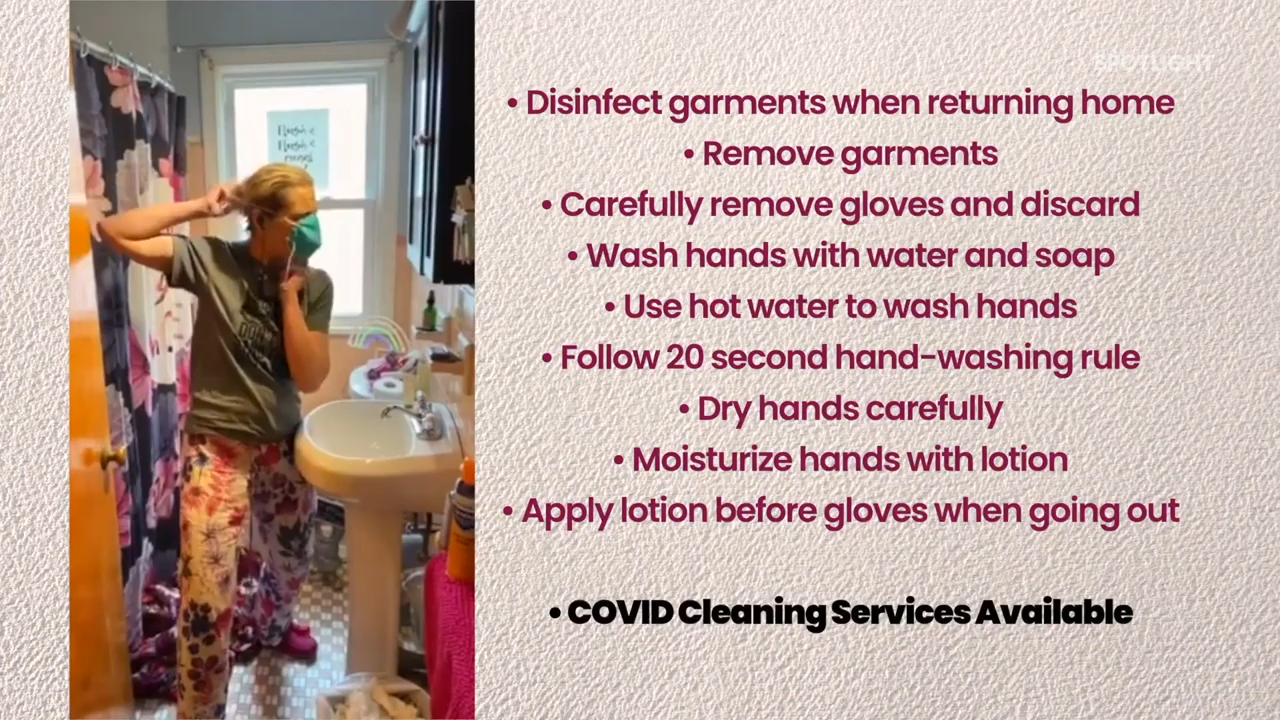 SPOTLIGHT
• Disinfect garments when returning home
• Remove garments
• Carefully remove gloves and discard
• Wash hands with water and soap
• Use hot water to wash hands
• Follow 20 second hand-washing rule
• Dry hands carefully
• Moisturize hands with lotion
• Apply lotion before gloves when going out
• COVID Cleaning Services Available